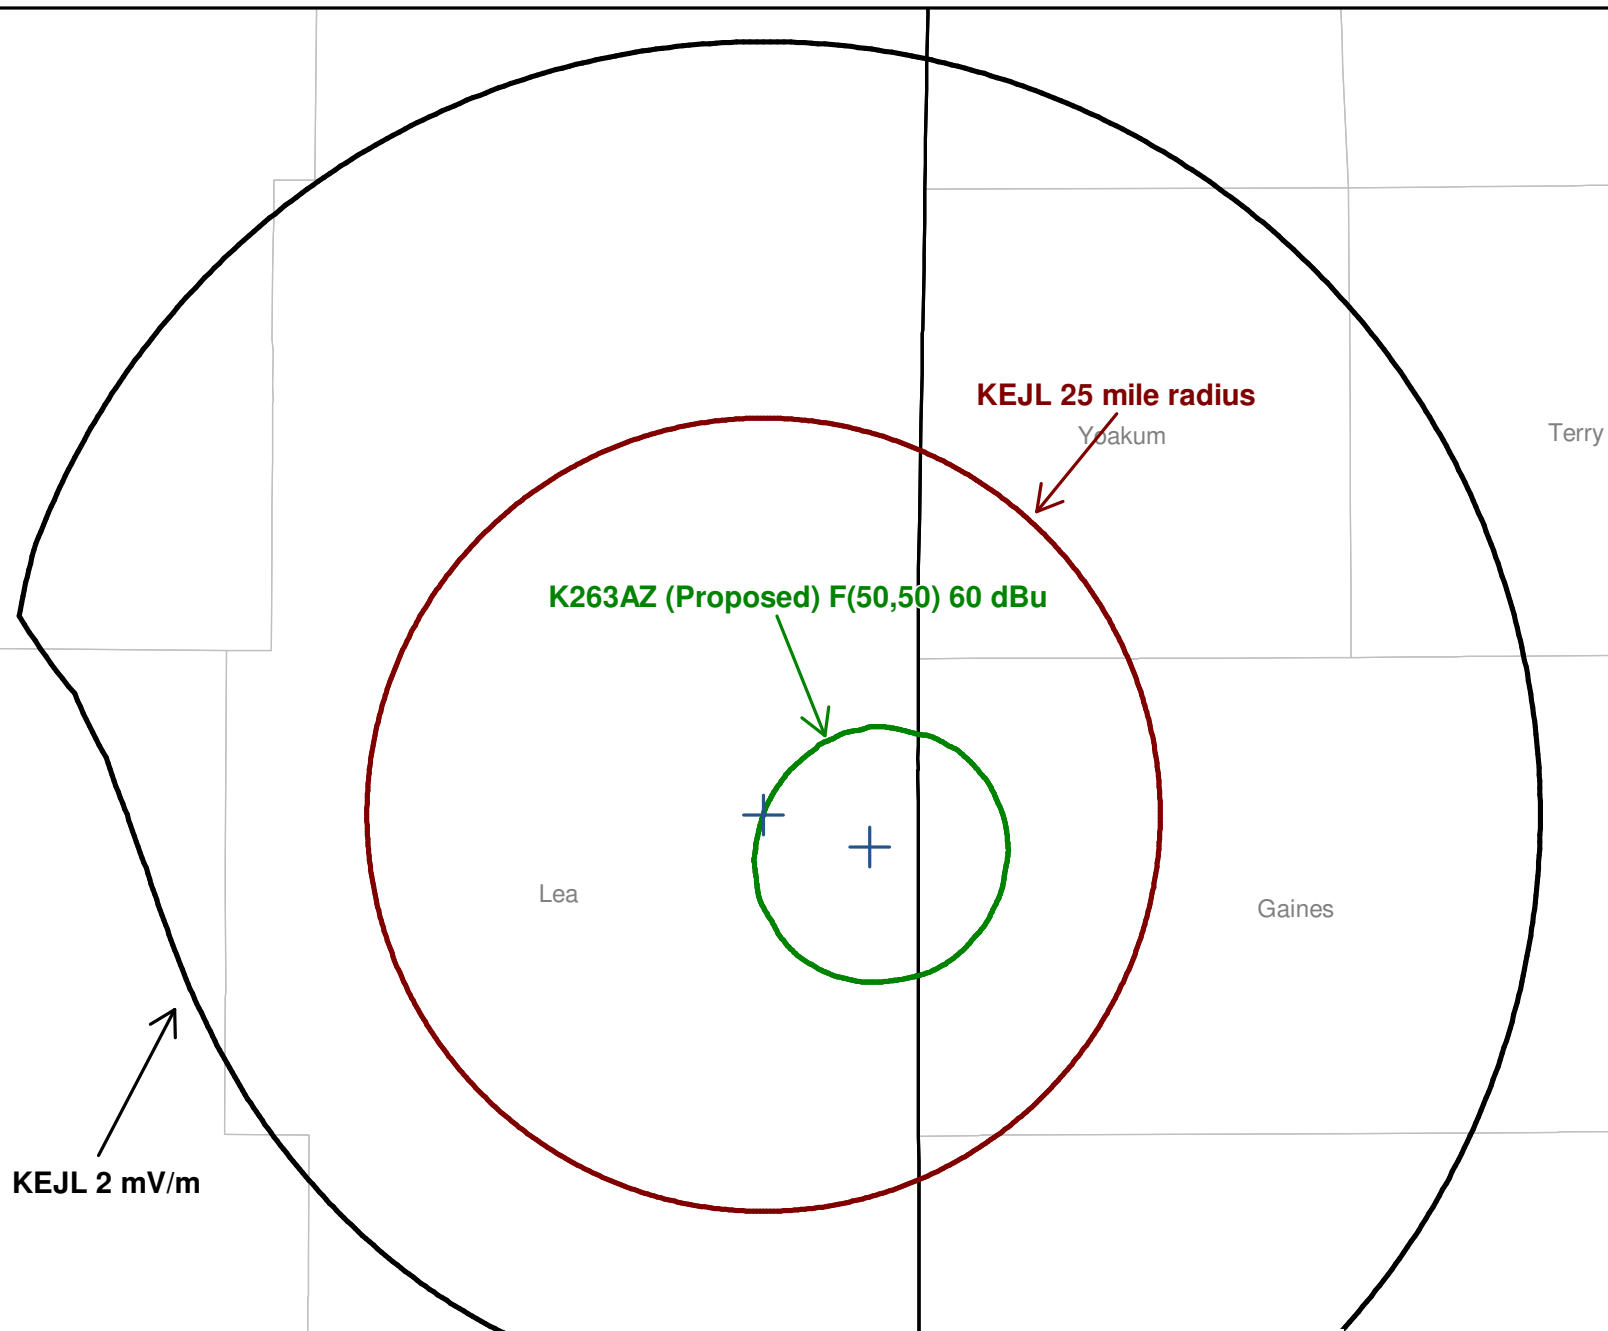 KEJL 25 mile radius
Yoakum
Terry
K263AZ (Proposed) F(50,50) 60 dBu
Lea
Gaines
KEJL 2 mV/m